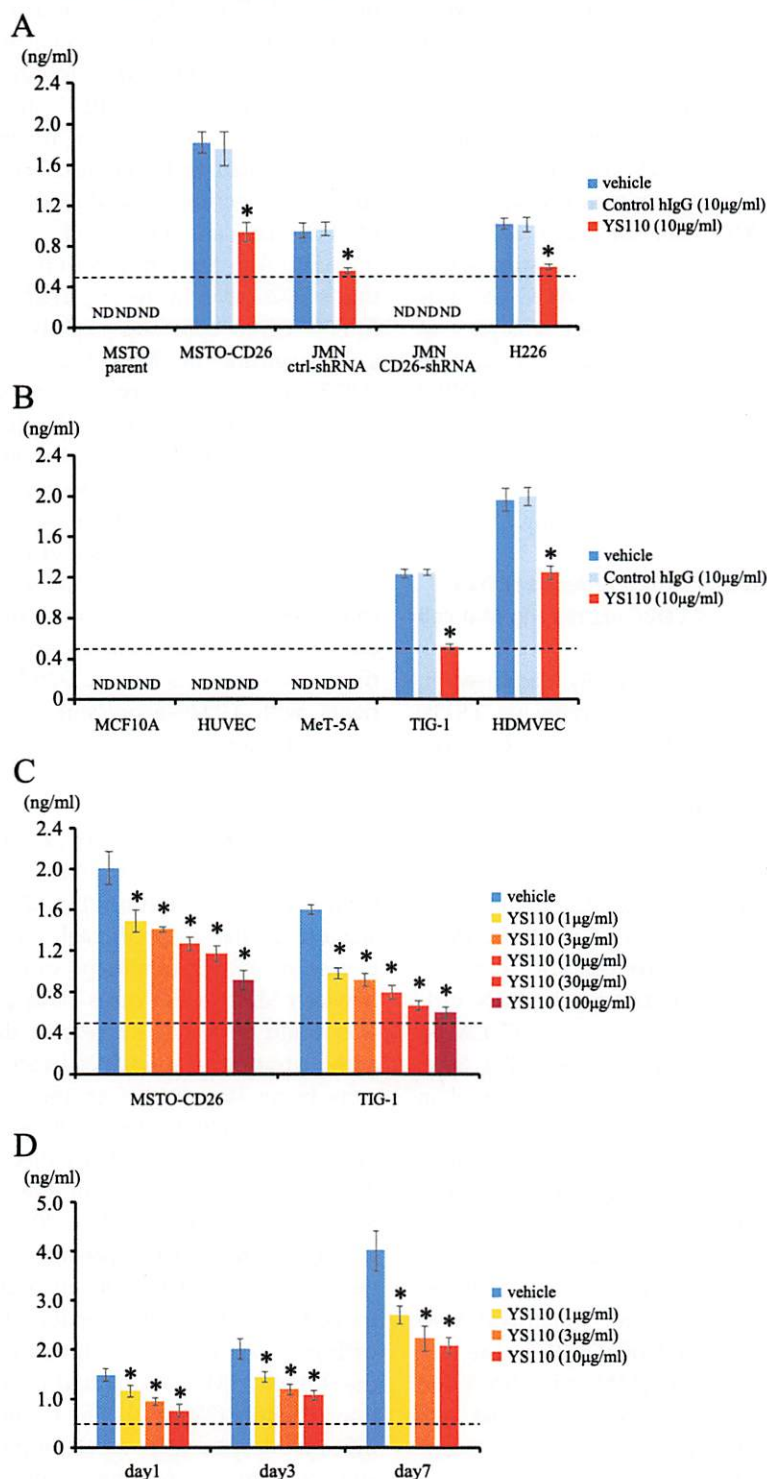 A
(ng/ml)
2.4
2.0
1.6
1.2
0.8
0.4
0
* * *
ND ND ND ND ND ND
MSTO parent MSTO-CD26 JMN ctrl-shRNA JMN CD26-shRNA H226
vehicle
Control hIgG (10µg/ml)
YS110 (10µg/ml)
B
(ng/ml)
2.4
2.0
1.6
1.2
0.8
0.4
0
* *
ND ND ND ND ND ND ND ND ND
MCF10A HUVEC MeT-5A TIG-1 HDMVEC
vehicle
Control hIgG (10µg/ml)
YS110 (10µg/ml)
C
(ng/ml)
2.4
2.0
1.6
1.2
0.8
0.4
0
* * * * * * * * * *
MSTO-CD26 TIG-1
vehicle
YS110 (1µg/ml)
YS110 (3µg/ml)
YS110 (10µg/ml)
YS110 (30µg/ml)
YS110 (100µg/ml)
D
(ng/ml)
5.0
4.0
3.0
2.0
1.0
0
* * * * * * * * *
day1 day3 day7
vehicle
YS110 (1µg/ml)
YS110 (3µg/ml)
YS110 (10µg/ml)